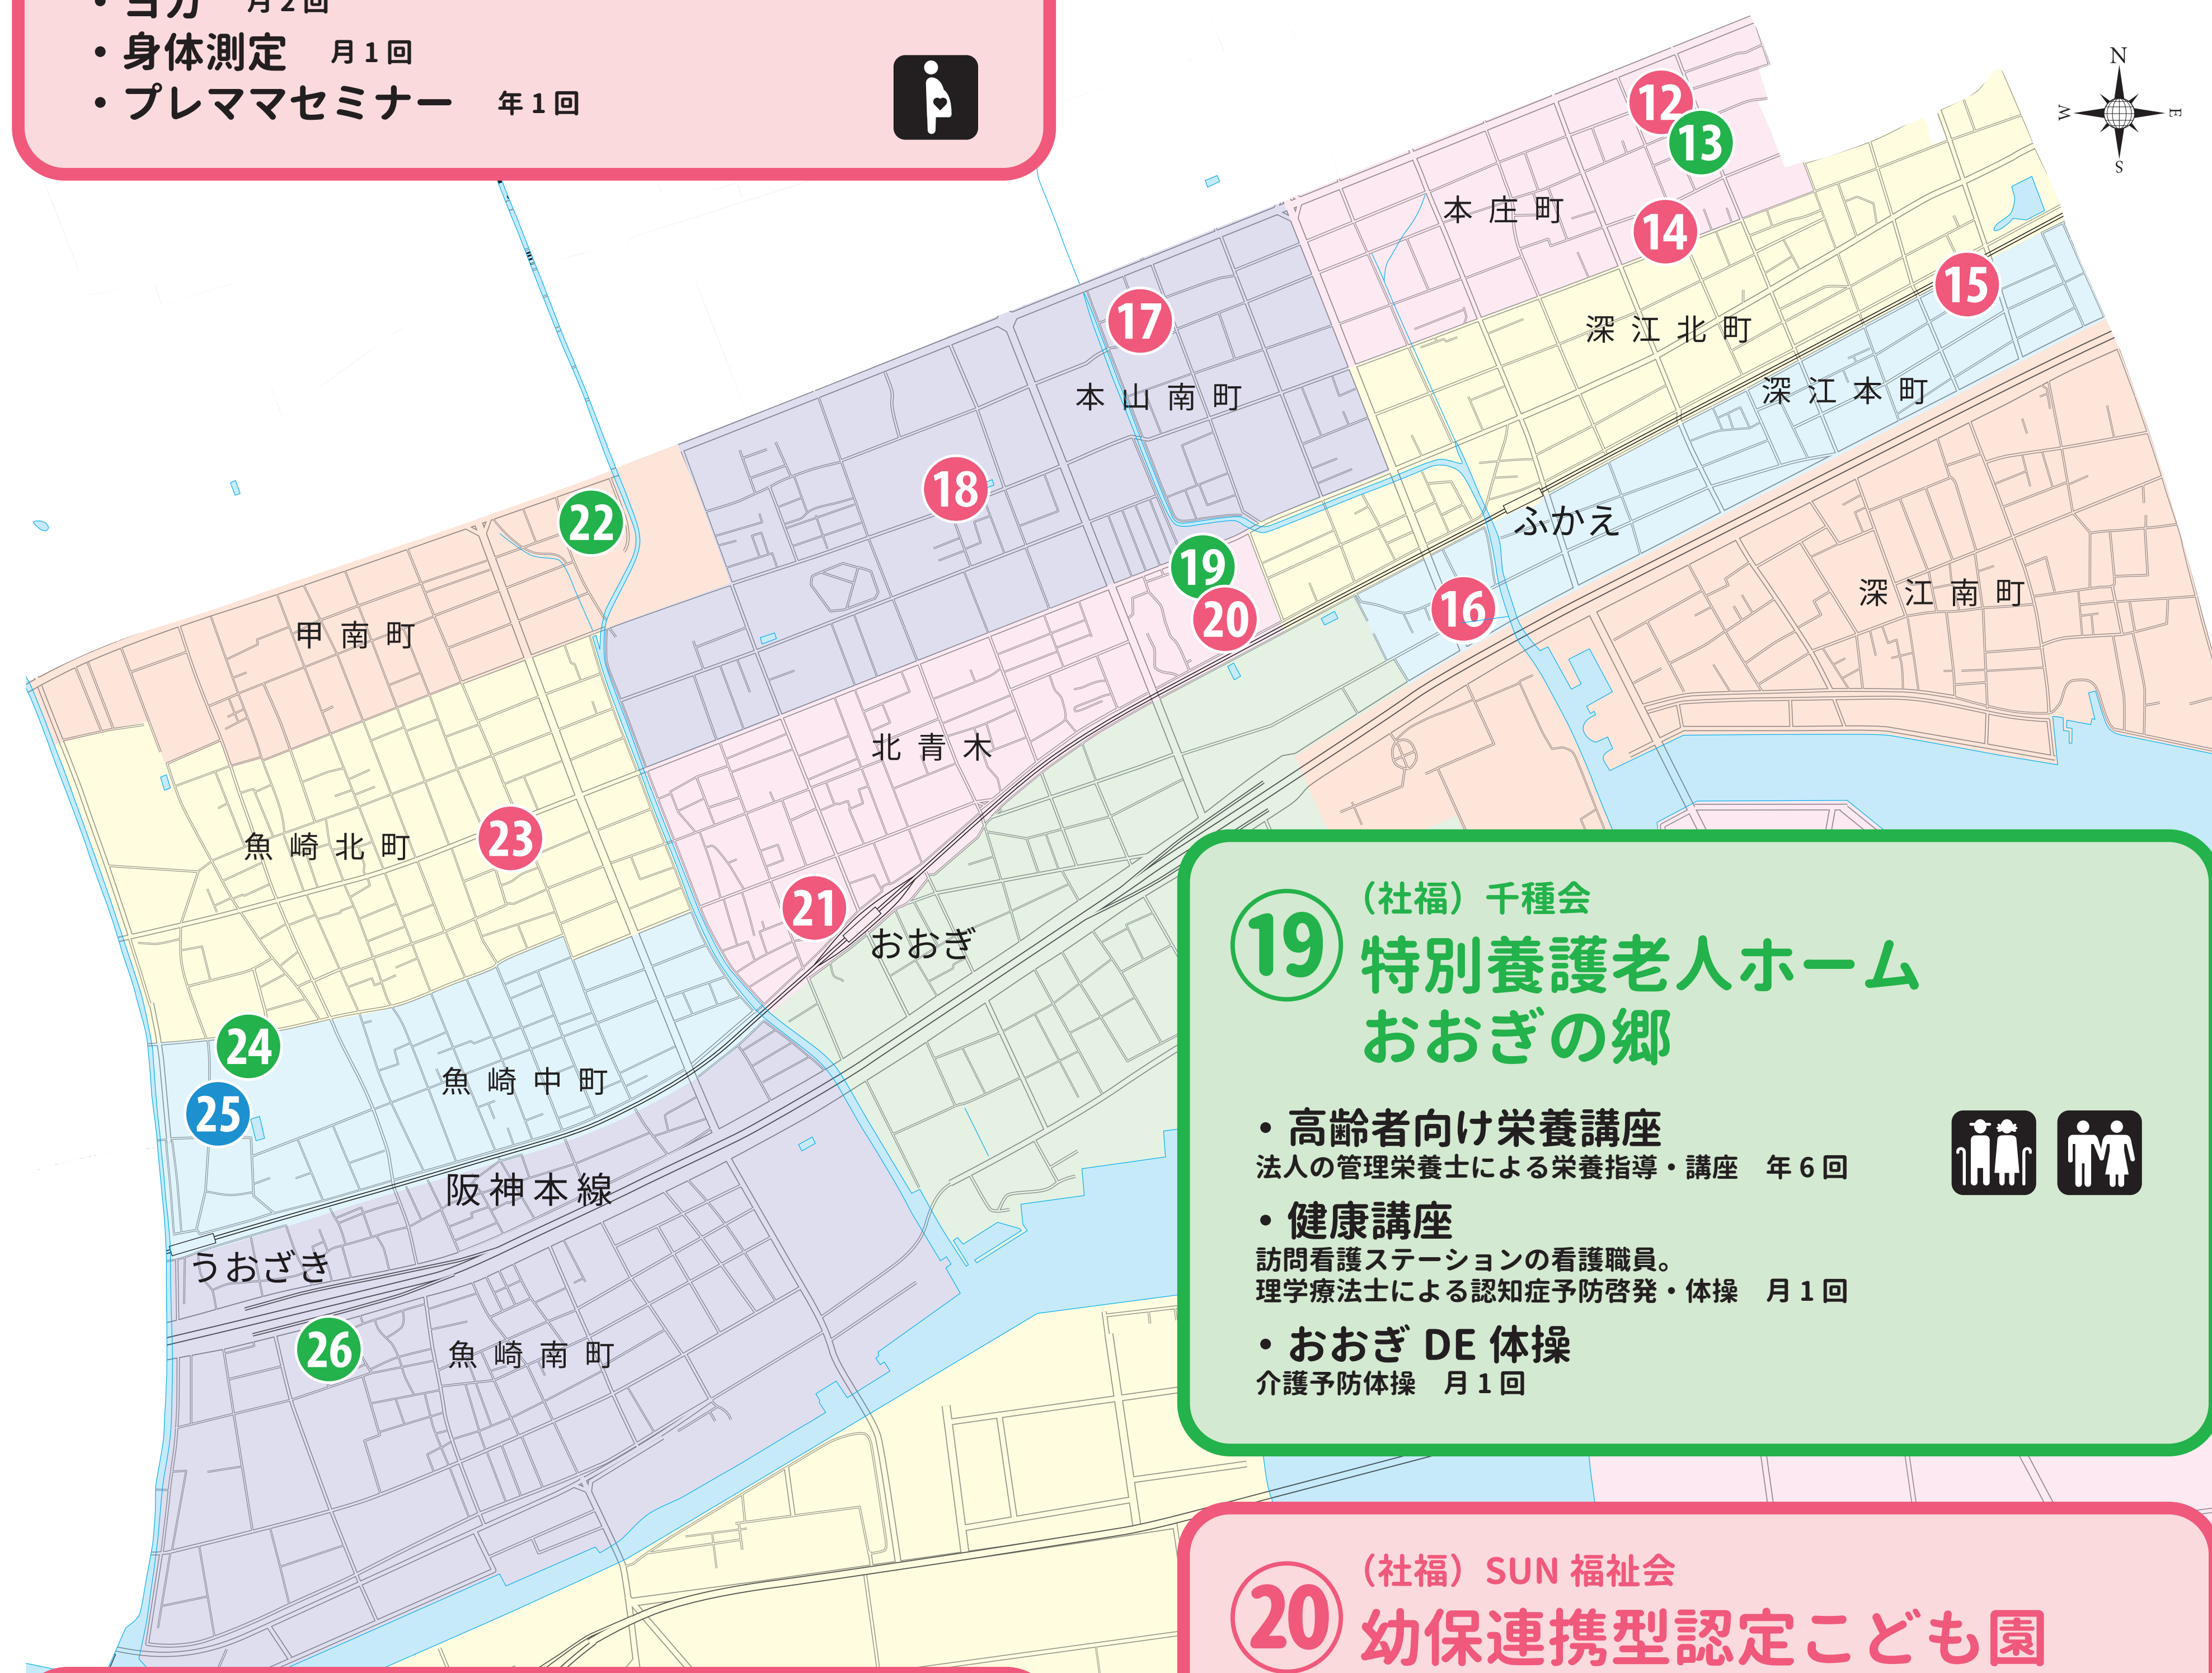 ・ヨガ 月2回
・身体測定 月1回
・プレママセミナー 年1回
N
W
E
S
12
13
本庄町
14
15
17
深江北町
本山南町
深江本町
18
22
ふかえ
19
20
16
深江南町
甲南町
北青木
魚崎北町
23
21
おおぎ
24
25
魚崎中町
阪神本線
うおざき
26
魚崎南町
19
（社福）千種会
特別養護老人ホーム
おおぎの郷
・高齢者向け栄養講座
法人の管理栄養士による栄養指導・講座 年6回
・健康講座
訪問看護ステーションの看護職員。
理学療法士による認知症予防啓発・体操 月1回
・おおぎ DE 体操
介護予防体操 月1回
20
（社福）SUN 福祉会
幼保連携型認定こども園